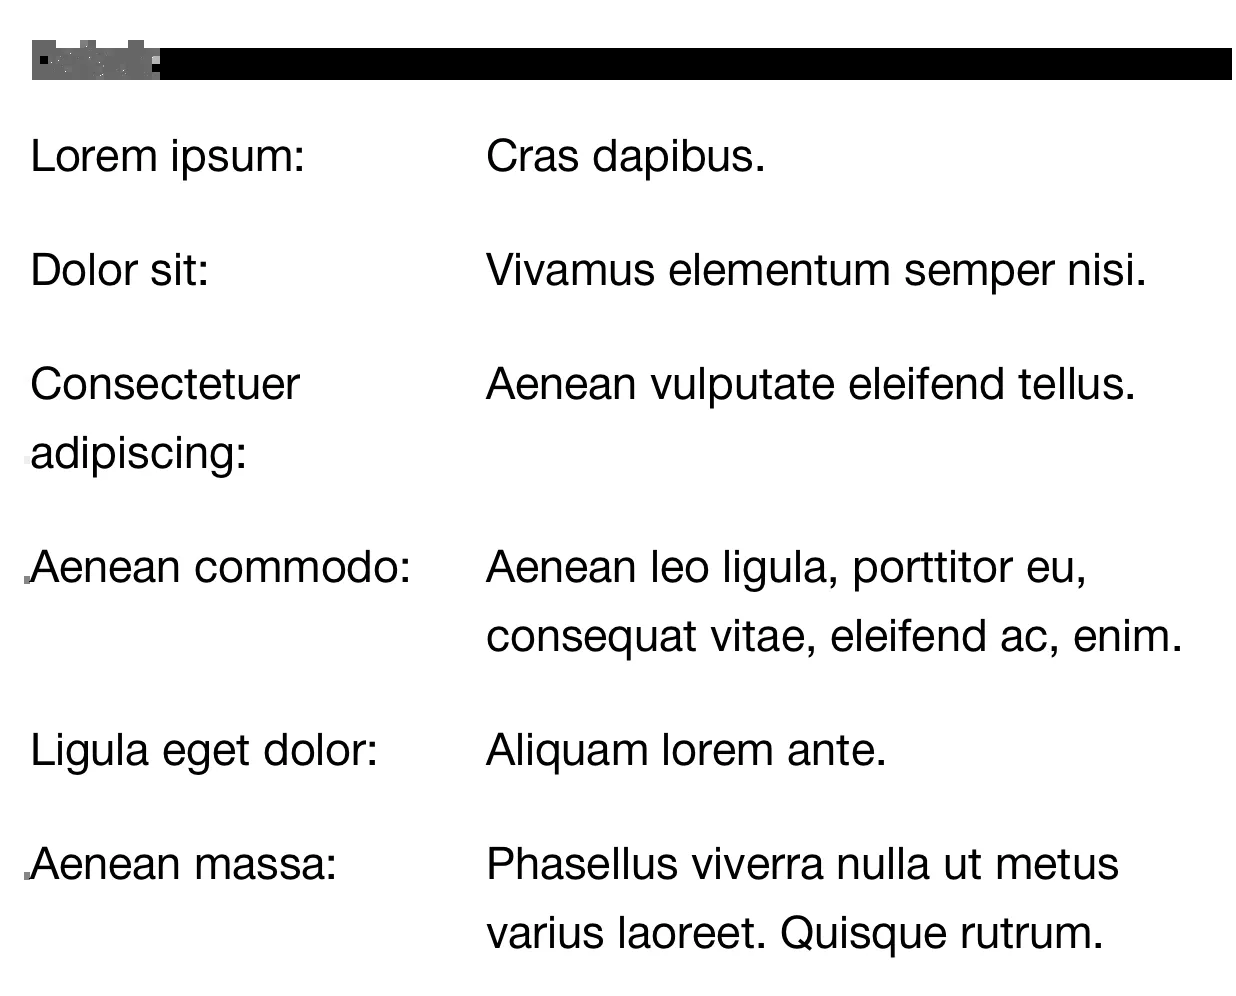 Lorem ipsum: Cras dapibus.
Dolor sit: Vivamus elementum semper nisi.
Consectetuer Aenean vulputate eleifend tellus.
adipiscing:
Aenean commodo: Aenean leo ligula, porttitor eu,
consequat vitae, eleifend ac, enim.
Ligula eget dolor: Aliquam lorem ante.
Aenean massa: Phasellus viverra nulla ut metus
varius laoreet. Quisque rutrum.